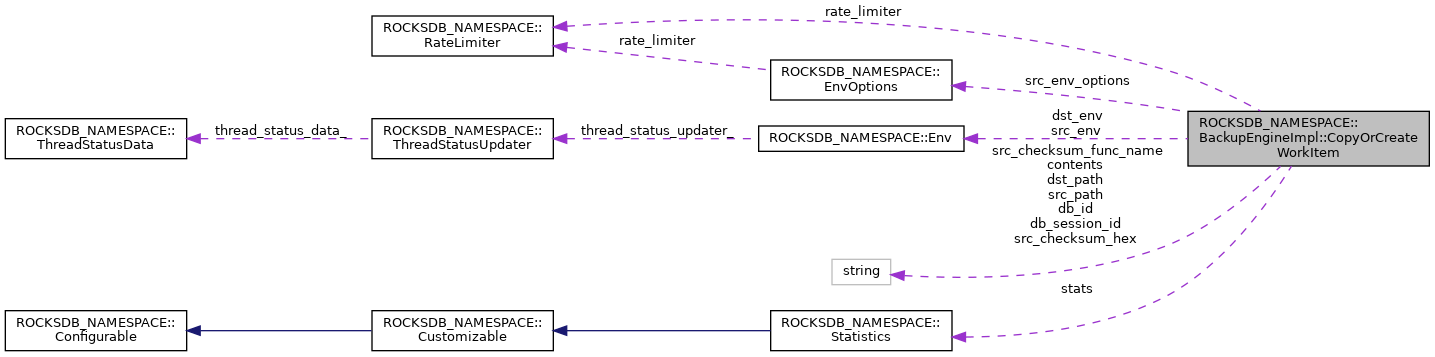 rate_limiter
ROCKSDB_NAMESPACE::
RateLimiter
rate_limiter
ROCKSDB_NAMESPACE::
EnvOptions
src_env_options
ROCKSDB_NAMESPACE::
BackupEngineImpl::CopyOrCreate
WorkItem
ROCKSDB_NAMESPACE::
ThreadStatusData
thread_status_data_
ROCKSDB_NAMESPACE::
ThreadStatusUpdater
thread_status_updater_
ROCKSDB_NAMESPACE::Env
dst_env
src_env
src_checksum_func_name
contents
dst_path
src_path
db_id
db_session_id
src_checksum_hex
string
stats
ROCKSDB_NAMESPACE::
Configurable
ROCKSDB_NAMESPACE::
Customizable
ROCKSDB_NAMESPACE::
Statistics